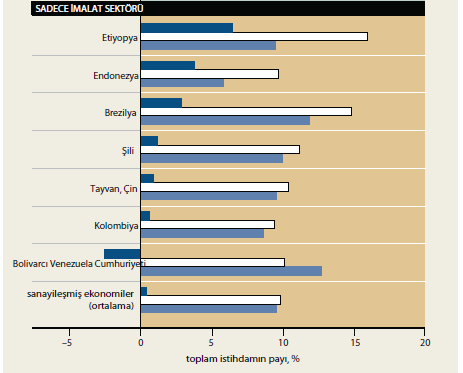 SADECE İMALAT SEKTÖRÜ
Etiyopya
Endonezya
Brezilya
Şili
Tayvan, Çin
Kolombiya
Bolivarcı Venezuela Cumhuriyeti
sanayileşmiş ekonomiler
(ortalama)
–5 0 5 10 15 20
toplam istihdamın payı, %